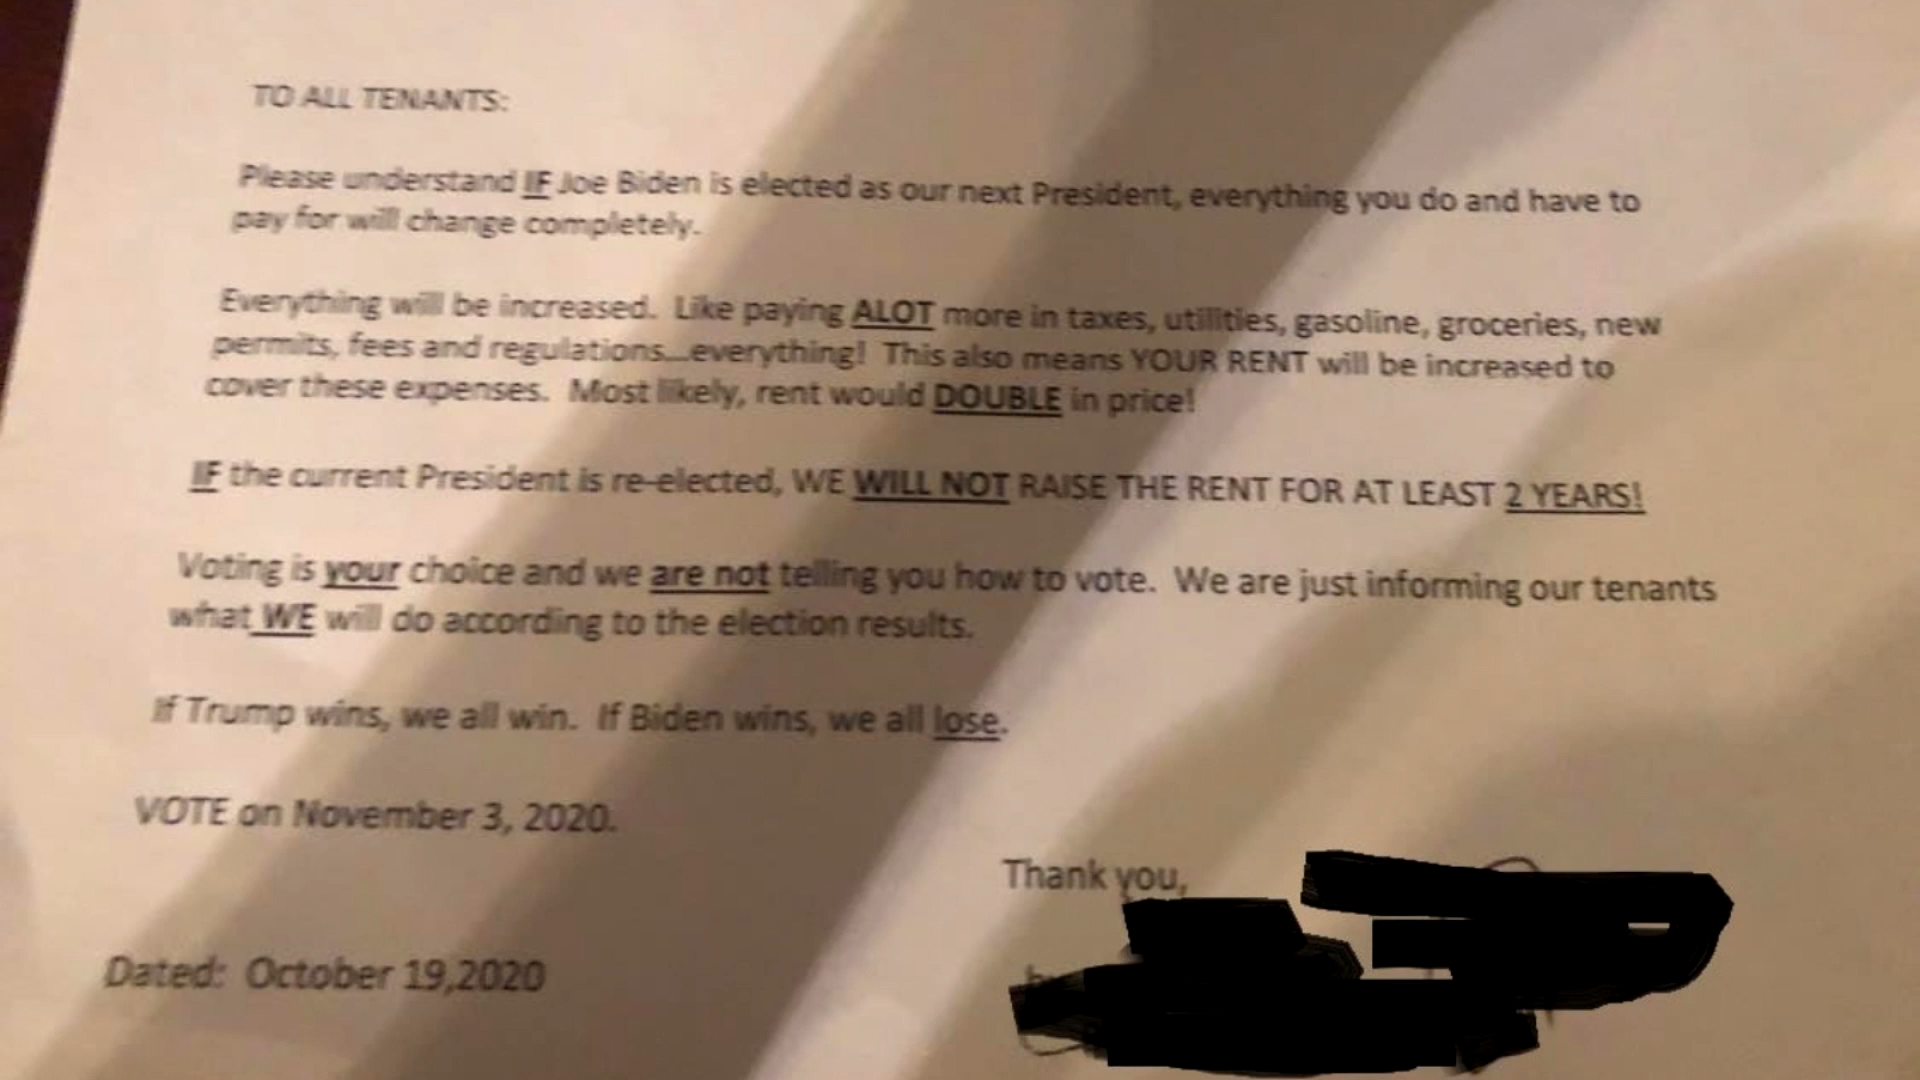 TO ALL TENANTS:
Please understand IF Joe Biden is elected as our next President, everything you do and have to
pay for will change completely.
Everything will be increased. Like paying ALOT more in taxes, utilities, gasoline, groceries, new
permits, fees and regulations...everything! This also means YOUR RENT will be increased to
cover these expenses. Most likely, rent would DOUBLE in price!
IF the current President is re-elected, WE WILL NOT RAISE THE RENT FOR AT LEAST 2 YEARS!
Voting is your choice and we are not telling you how to vote. We are just informing our tenants
what WE will do according to the election results.
If Trump wins, we all win. If Biden wins, we all lose.
VOTE on November 3, 2020.
Thank you,
Dated: October 19,2020